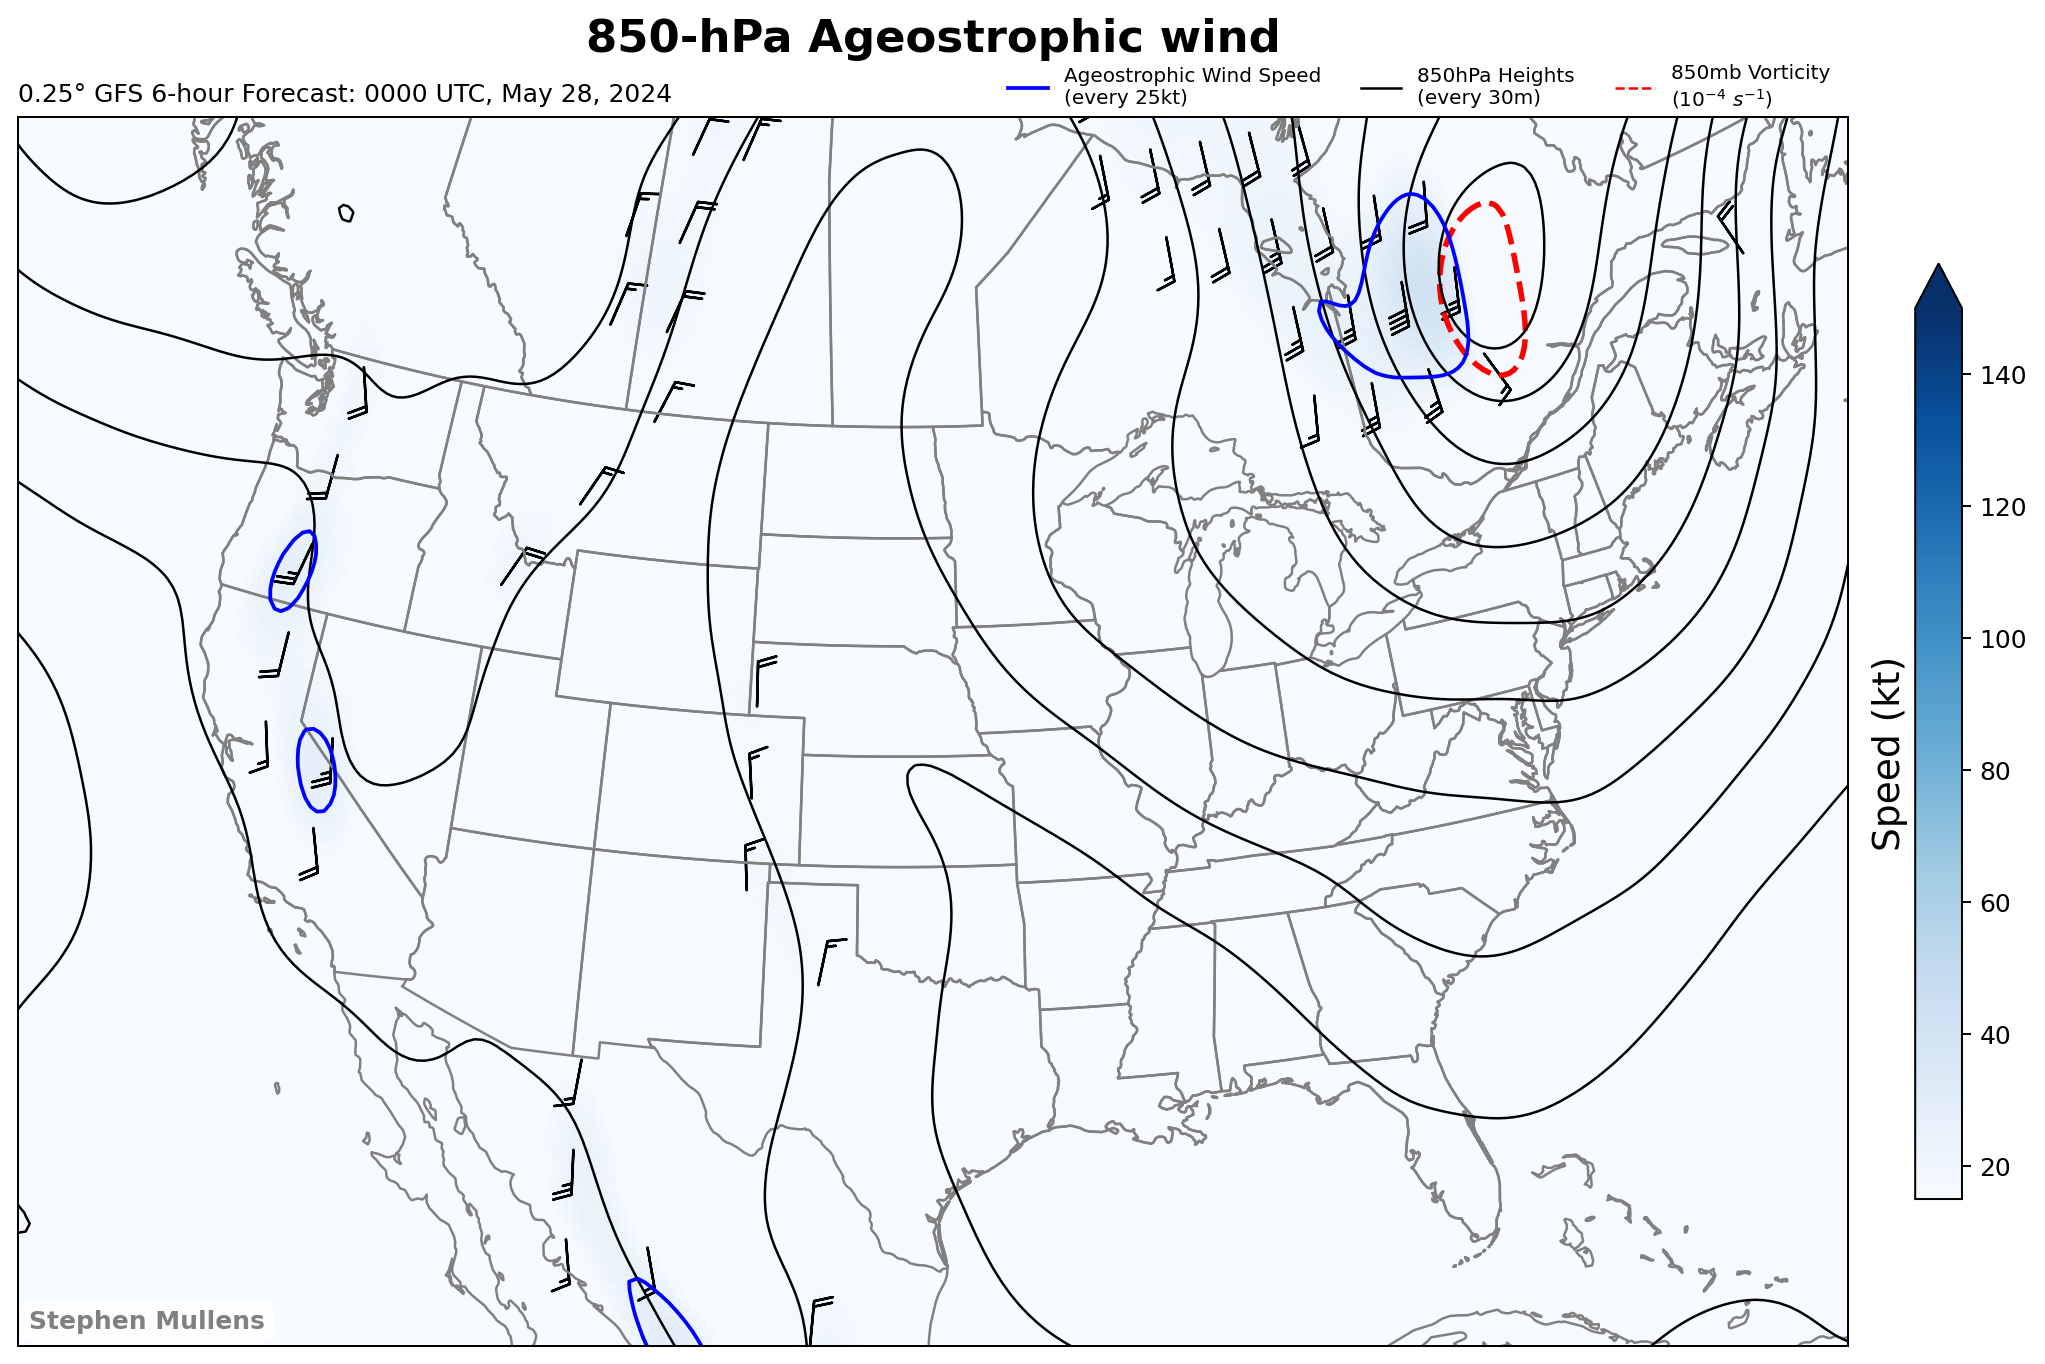 850-hPa Ageostrophic wind
0.25° GFS 6-hour Forecast: 0000 UTC, May 28, 2024
Ageostrophic Wind Speed
(every 25kt)
850hPa Heights
(every 30m)
850mb Vorticity
(10⁻⁴ s⁻¹)
140
120
100
80
60
40
20
Speed (kt)
Stephen Mullens